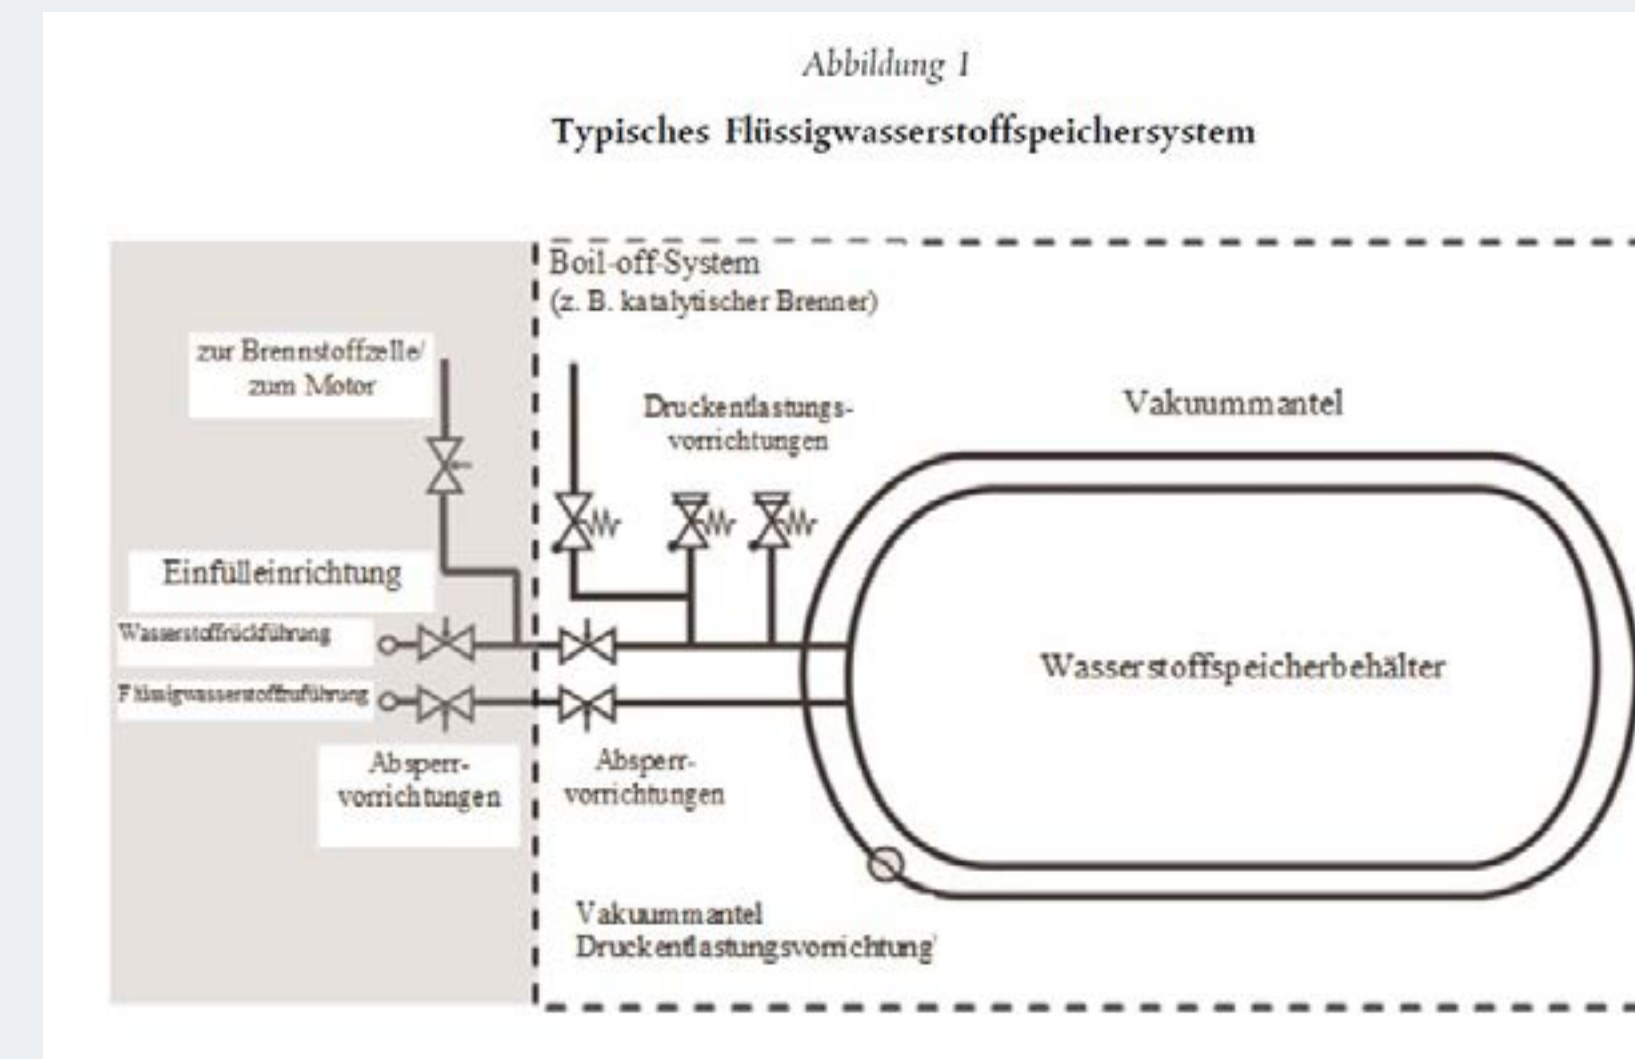 Abbildung 1
Typisches Flüssigwasserstoffspeichersystem
Boil-off-System
(z. B. katalytischer Brenner)
zur Brennstoffzelle/
zum Motor
Druckentlastungs-
vorrichtungen
Vakuummantel
Einfülleinrichtung
Wasserstoffrückführung
Flüssigwasserstoffzuführung
Wasserstoffspeicherbehälter
Absperr-
vorrichtungen
Absperr-
vorrichtungen
Vakuummantel
Druckentlastungsvorrichtung